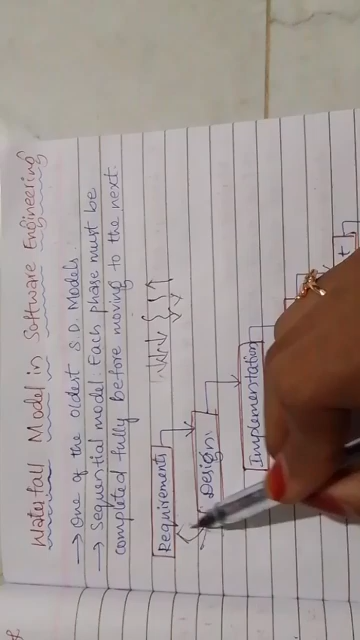 Waterfall Model in Software Engineering
→ One of the oldest S.D. Models.
→ Sequential model. Each phase must be
completed fully before moving to the next.
Requirements
Design
Implementation